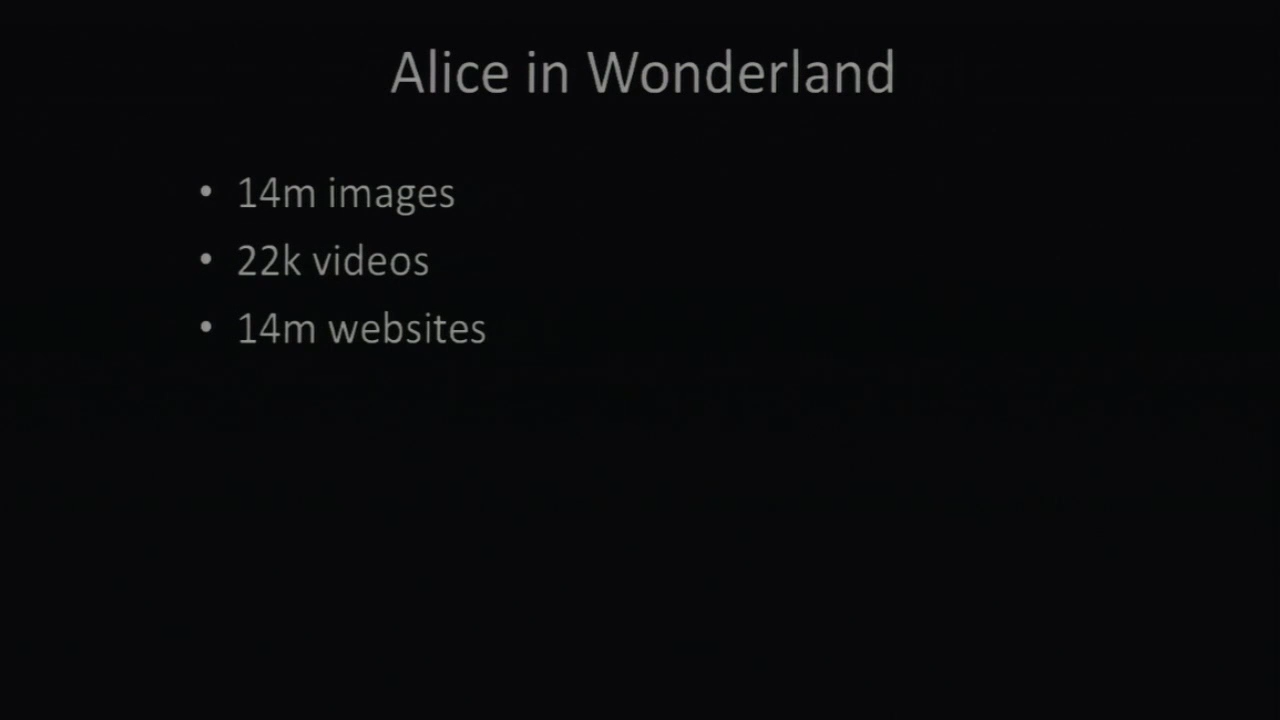 Alice in Wonderland
• 14m images
• 22k videos
• 14m websites